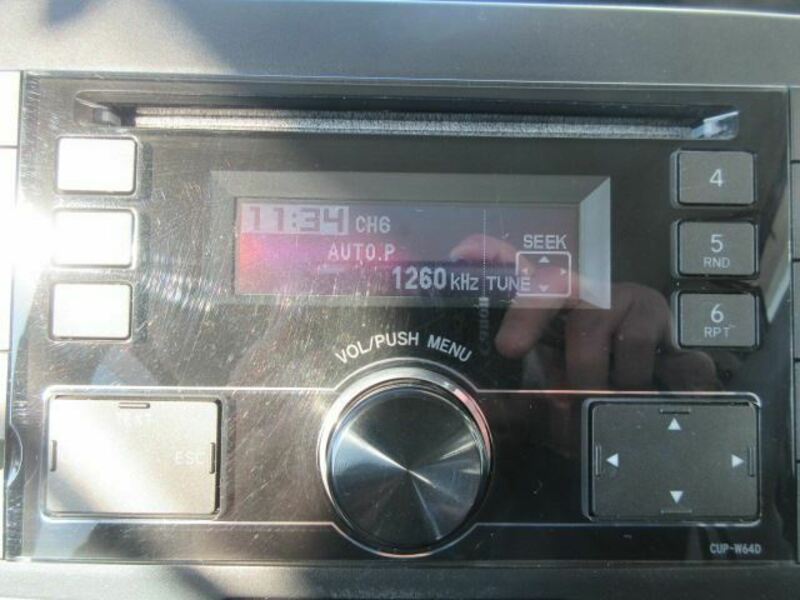 11:34 CH6
AUTO.P
SEEK
1260 kHz TUNE
Canon
VOL/PUSH MENU
4
5
RND
6
RPT
ESC
CUP-W64D